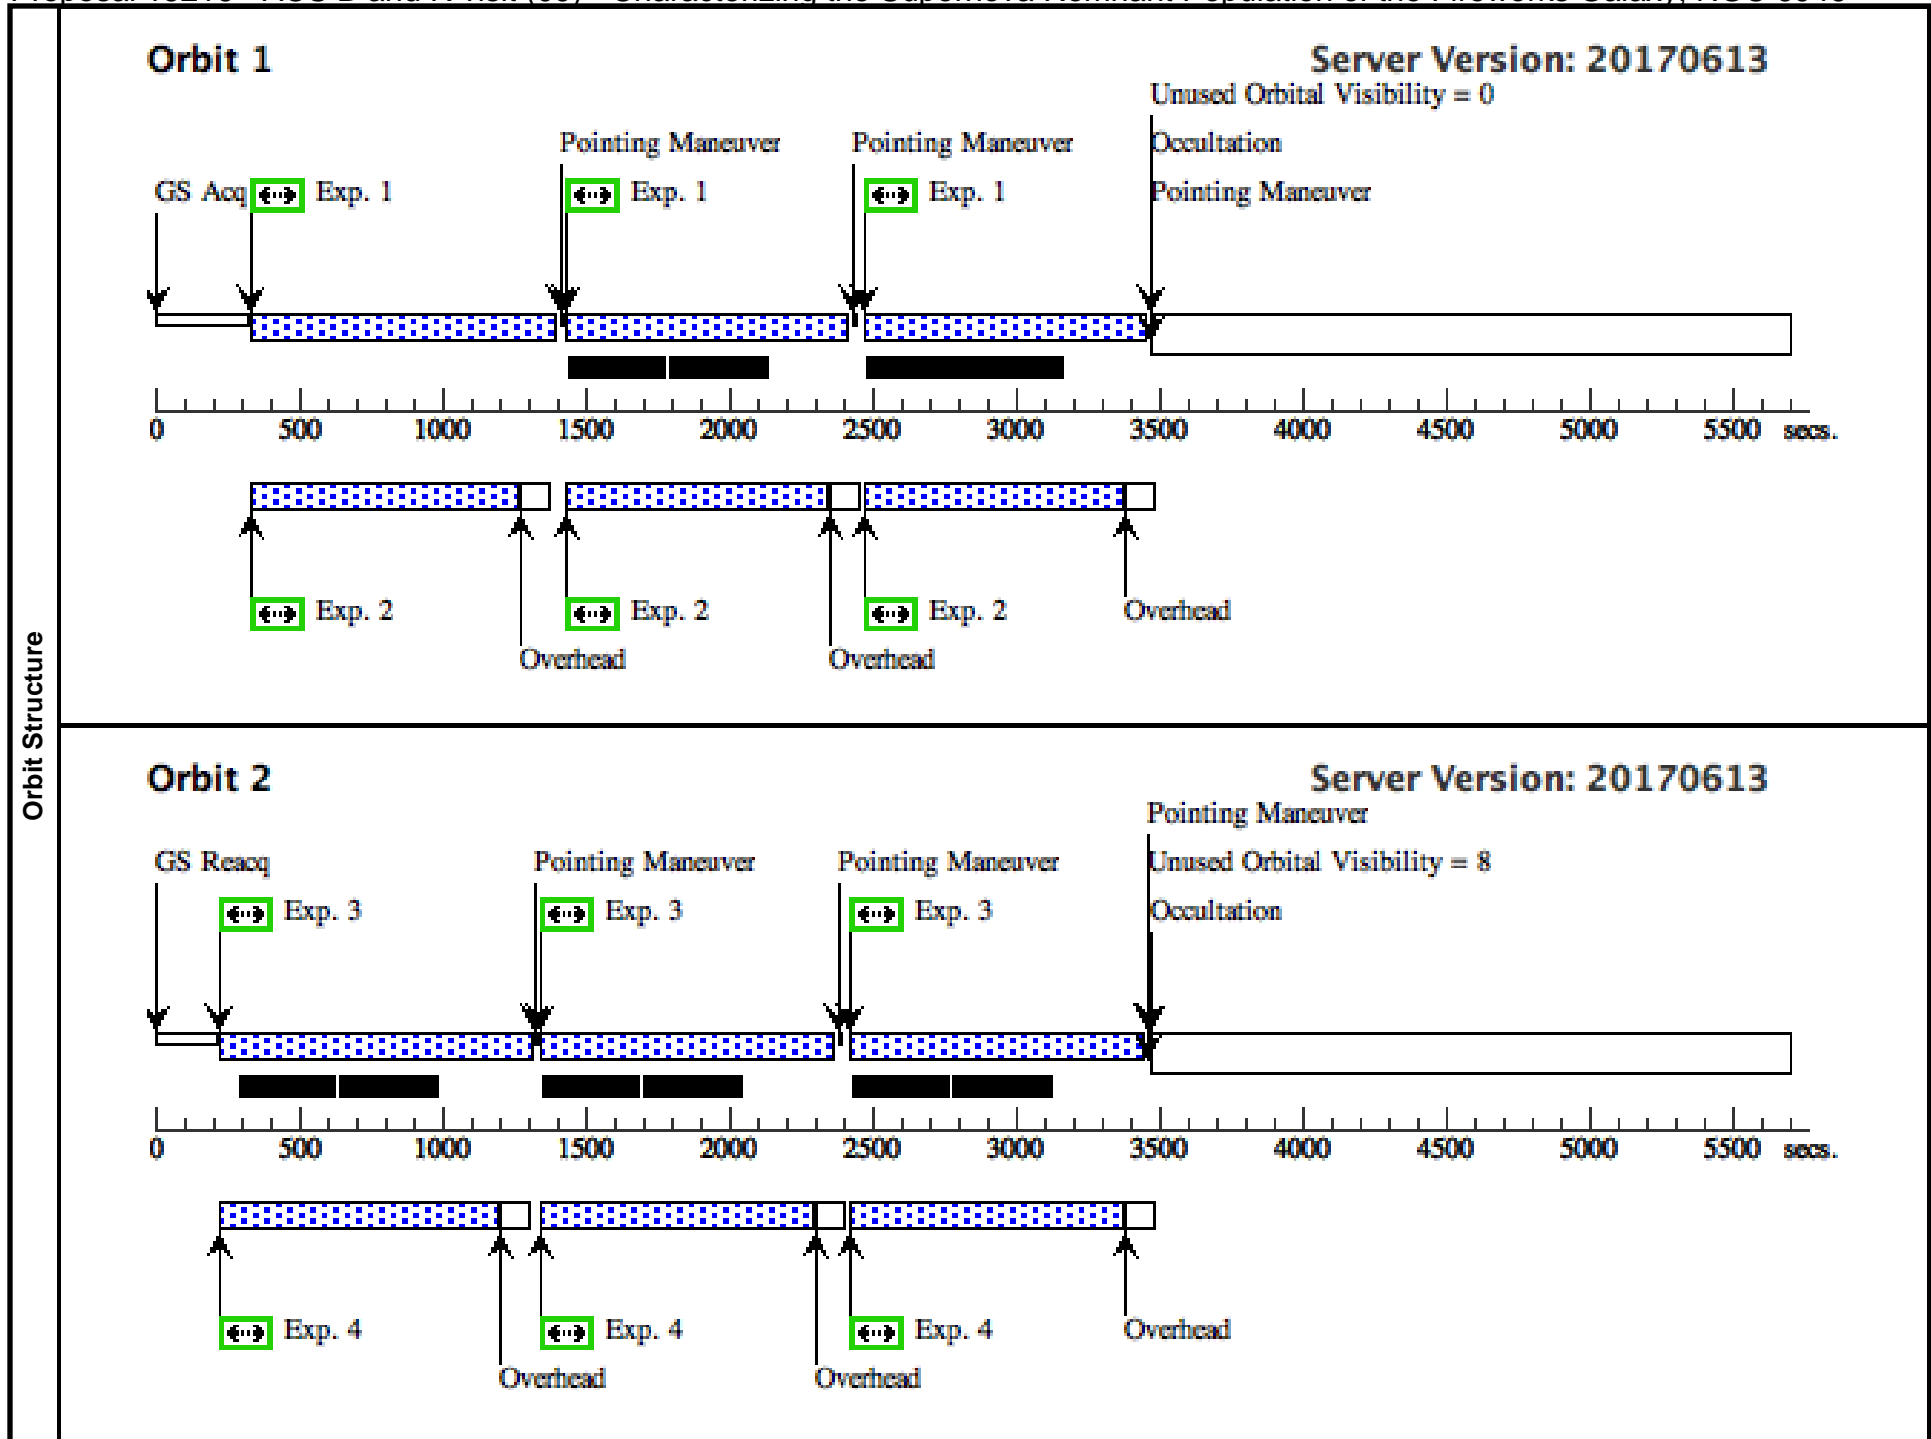 Orbit Structure
Orbit 1
Server Version: 20170613
Unused Orbital Visibility = 0
Pointing Maneuver
Pointing Maneuver
Occultation
GS Acq
Exp. 1
Exp. 1
Exp. 1
Pointing Maneuver
0 500 1000 1500 2000 2500 3000 3500 4000 4500 5000 5500 secs.
Exp. 2
Exp. 2
Exp. 2
Overhead
Overhead
Overhead
Orbit 2
Server Version: 20170613
Pointing Maneuver
GS Reacq
Pointing Maneuver
Pointing Maneuver
Unused Orbital Visibility = 8
Exp. 3
Exp. 3
Exp. 3
Occultation
0 500 1000 1500 2000 2500 3000 3500 4000 4500 5000 5500 secs.
Exp. 4
Exp. 4
Exp. 4
Overhead
Overhead
Overhead